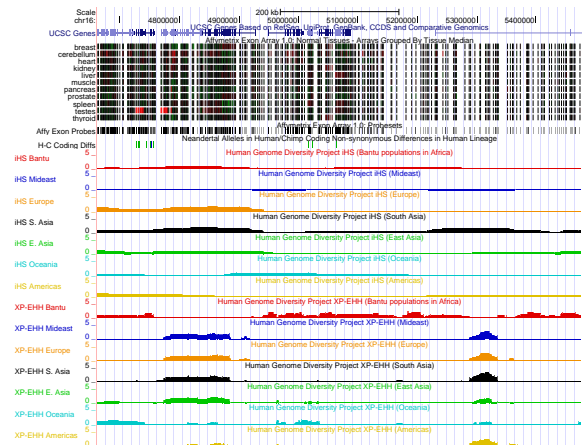 Scale 200 kb
chr16: 4800000 4900000 5000000 5100000 5200000 5300000 5400000
UCSC Genes Based on RefSeq, UniProt, GenBank, CCDS and Comparative Genomics
UCSC Genes
Affymetrix Exon Array 1.0: Normal Tissues - Arrays Grouped By Tissue Median
breast
cerebellum
heart
kidney
liver
muscle
pancreas
prostate
spleen
testes
thyroid
Affymetrix Exon Array 1.0: Probesets
Affy Exon Probes
Neandertal Alleles in Human/Chimp Coding Non-synonymous Differences in Human Lineage
H-C Coding Diffs
Human Genome Diversity Project iHS (Bantu populations in Africa)
iHS Bantu 5 0
Human Genome Diversity Project iHS (Mideast)
iHS Mideast 5 0
Human Genome Diversity Project iHS (Europe)
iHS Europe 5 0
Human Genome Diversity Project iHS (South Asia)
iHS S. Asia 5 0
Human Genome Diversity Project iHS (East Asia)
iHS E. Asia 5 0
Human Genome Diversity Project iHS (Oceania)
iHS Oceania 5 0
Human Genome Diversity Project iHS (Americas)
iHS Americas 5 0
Human Genome Diversity Project XP-EHH (Bantu populations in Africa)
XP-EHH Bantu 5 0
Human Genome Diversity Project XP-EHH (Mideast)
XP-EHH Mideast 5 0
Human Genome Diversity Project XP-EHH (Europe)
XP-EHH Europe 5 0
Human Genome Diversity Project XP-EHH (South Asia)
XP-EHH S. Asia 5 0
Human Genome Diversity Project XP-EHH (East Asia)
XP-EHH E. Asia 5 0
Human Genome Diversity Project XP-EHH (Oceania)
XP-EHH Oceania 5 0
Human Genome Diversity Project XP-EHH (Americas)
XP-EHH Americas 5 0